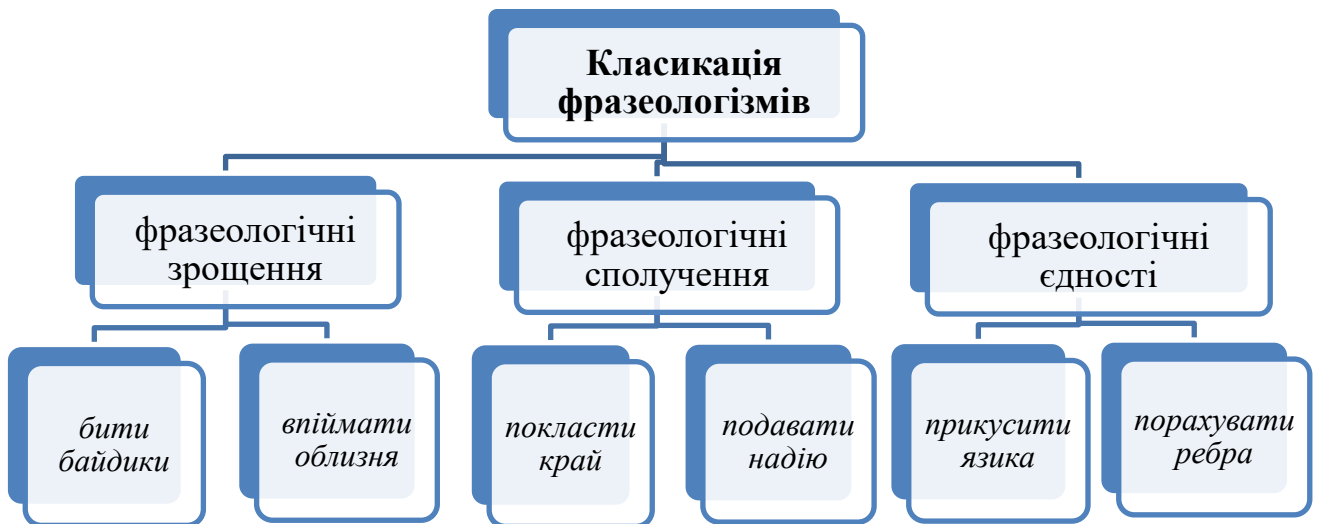 Класикація
фразеологізмів
фразеологічні
зрощення
фразеологічні
сполучення
фразеологічні
єдності
бити
байдики
впіймати
облизня
покласти
край
подавати
надію
прикусити
язика
порахувати
ребра